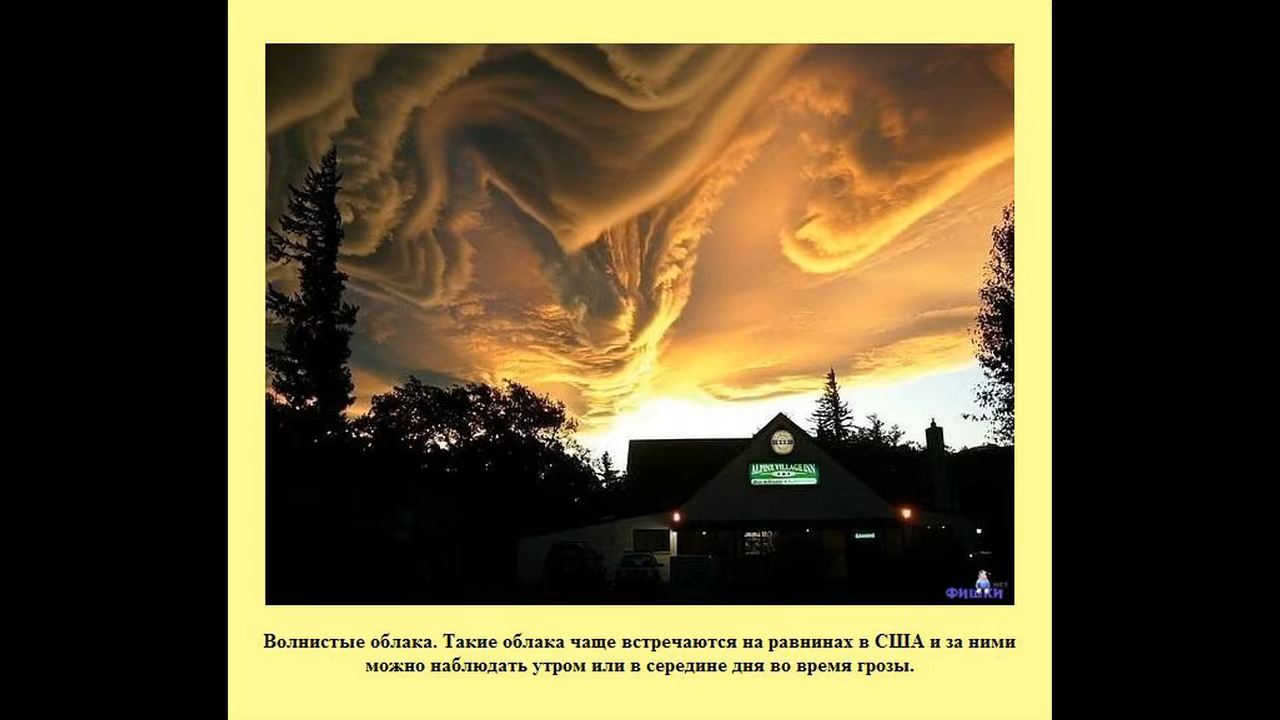 ALPINE VILLAGE INN
ФИШКИ
.NET
Волнистые облака. Такие облака чаще встречаются на равнинах в США и за ними
можно наблюдать утром или в середине дня во время грозы.